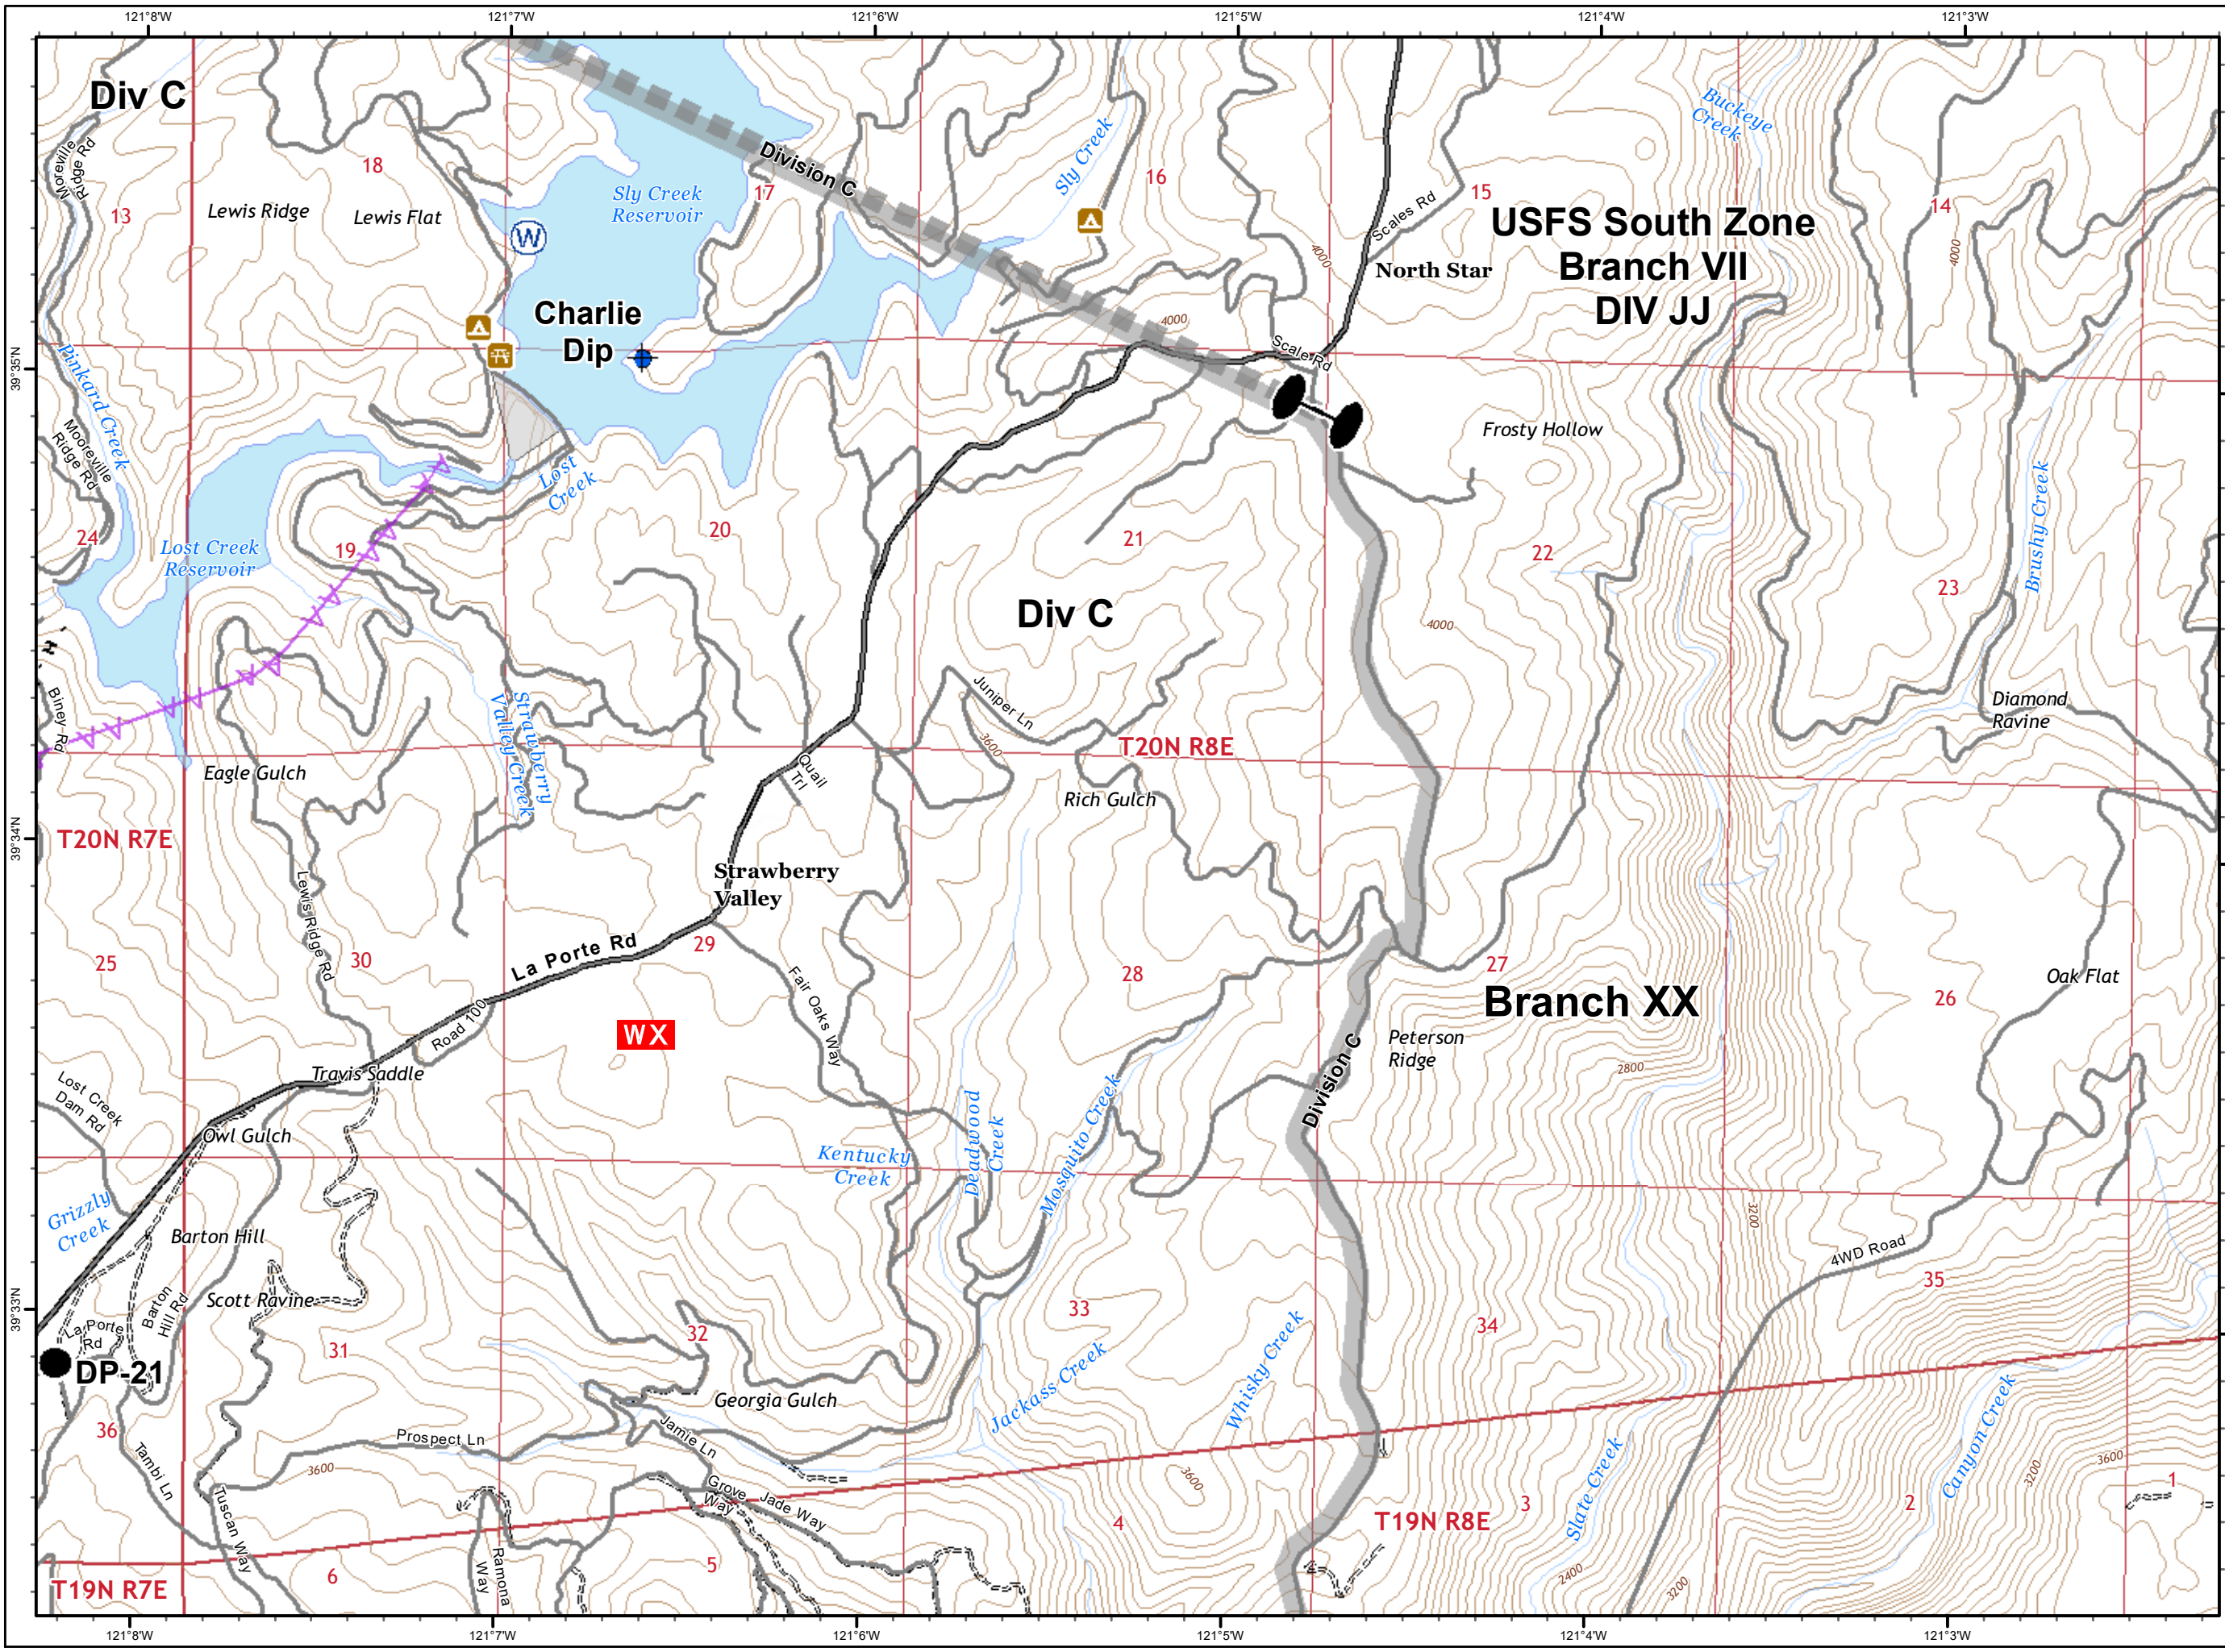 121°8'W
121°7'W
121°6'W
121°5'W
121°4'W
121°3'W
Div C
Buckeye
Creek
Mooreville
Ridge Rd
Division C
Sly Creek
18
17
16
15
14
13
Lewis Ridge
Lewis Flat
Sly Creek
Reservoir
W
Scales Rd
USFS South Zone
Branch VII
DIV JJ
4000
4000
North Star
Charlie
Dip
4000
Scale Rd
39°35'N
Pinkard Creek
Mooreville
Ridge Rd
Frosty Hollow
Lost
Creek
Brushy Creek
24
19
20
21
22
23
Lost Creek
Reservoir
Div C
4000
Biney Rd
Strawberry
Valley Creek
Juniper Ln
3600
Diamond
Ravine
T20N R8E
Eagle Gulch
Quail
Trl
Rich Gulch
39°34'N
T20N R7E
Strawberry
Valley
Lewis Ridge Rd
La Porte Rd
29
25
30
28
27
26
Oak Flat
Fair Oaks Way
Branch XX
Road 100
WX
Peterson
Ridge
Division C
Travis Saddle
2800
Lost Creek
Dam Rd
Owl Gulch
Kentucky
Creek
Deadwood
Creek
Mosquito Creek
Grizzly
Creek
Barton Hill
3200
4WD Road
35
Scott Ravine
Barton
Hill Rd
39°33'N
La Porte
Rd
33
34
32
31
DP-21
Whisky Creek
Jackass Creek
Georgia Gulch
36
Prospect Ln
Jamie Ln
Tambi Ln
3600
Canyon Creek
3600
3200
1
Slate Creek
Grove
Way
Jade Way
3600
Tuscan Way
4
T19N R8E
3
2
Ramona
Way
5
6
T19N R7E
2400
3200
121°8'W
121°7'W
121°6'W
121°5'W
121°4'W
121°3'W